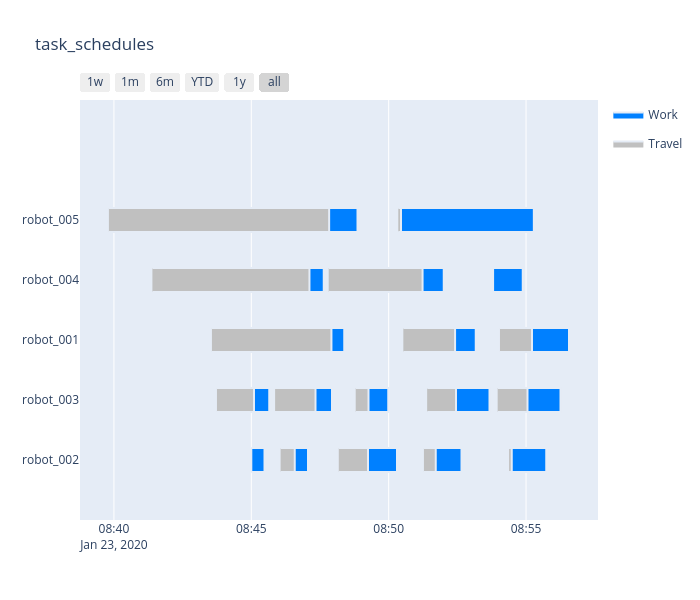 task_schedules
1w 1m 6m YTD 1y all
Work
Travel
robot_005
robot_004
robot_001
robot_003
robot_002
08:40 08:45 08:50 08:55
Jan 23, 2020